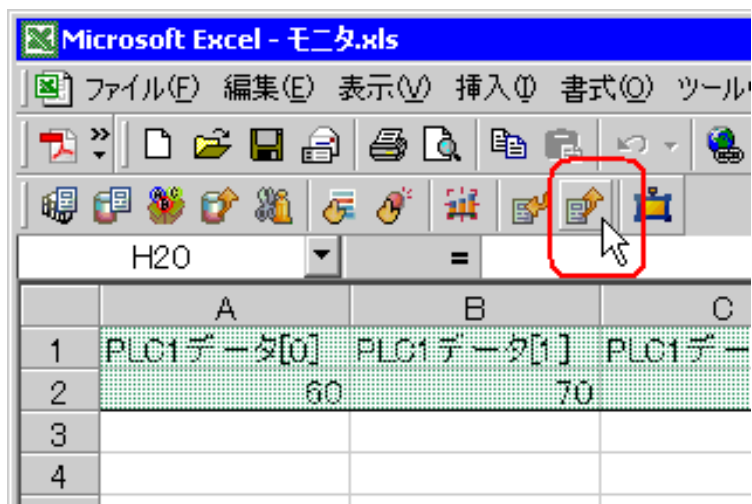 Microsoft Excel - モニタ.xls
ファイル(F) 編集(E) 表示(V) 挿入(I) 書式(O) ツール
H20 =
A B C
1 PLC1データ[0] PLC1データ[1] PLC1デー
2 60 70
3
4